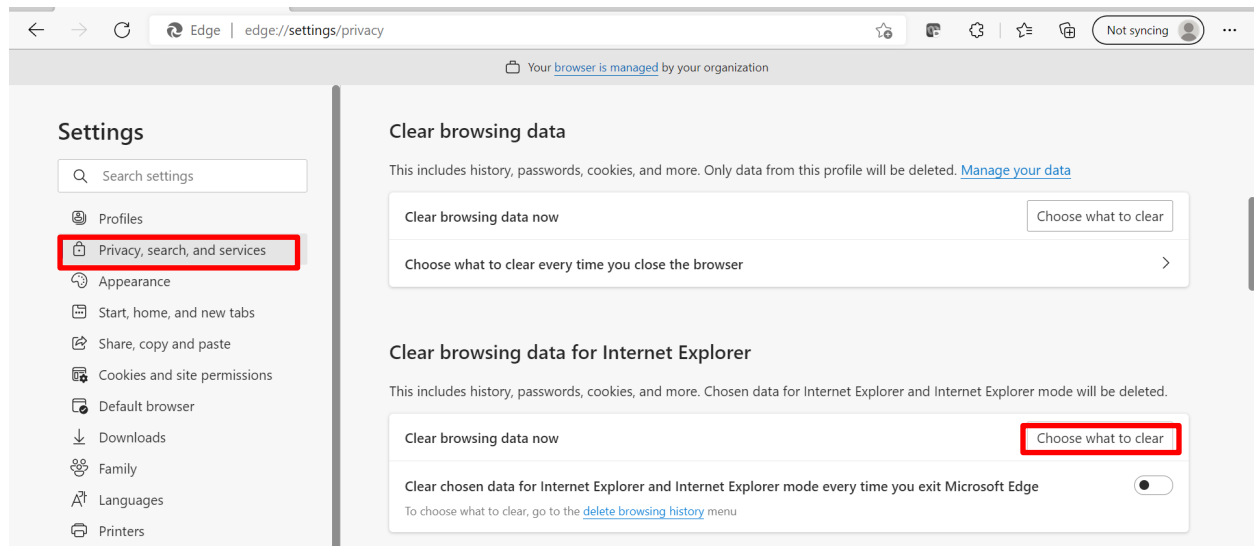 Edge | edge://settings/privacy
Not syncing
Your browser is managed by your organization
Settings
Search settings
Profiles
Privacy, search, and services
Appearance
Start, home, and new tabs
Share, copy and paste
Cookies and site permissions
Default browser
Downloads
Family
Languages
Printers
Clear browsing data
This includes history, passwords, cookies, and more. Only data from this profile will be deleted. Manage your data
Clear browsing data now
Choose what to clear
Choose what to clear every time you close the browser
Clear browsing data for Internet Explorer
This includes history, passwords, cookies, and more. Chosen data for Internet Explorer and Internet Explorer mode will be deleted.
Clear browsing data now
Choose what to clear
Clear chosen data for Internet Explorer and Internet Explorer mode every time you exit Microsoft Edge
To choose what to clear, go to the delete browsing history menu